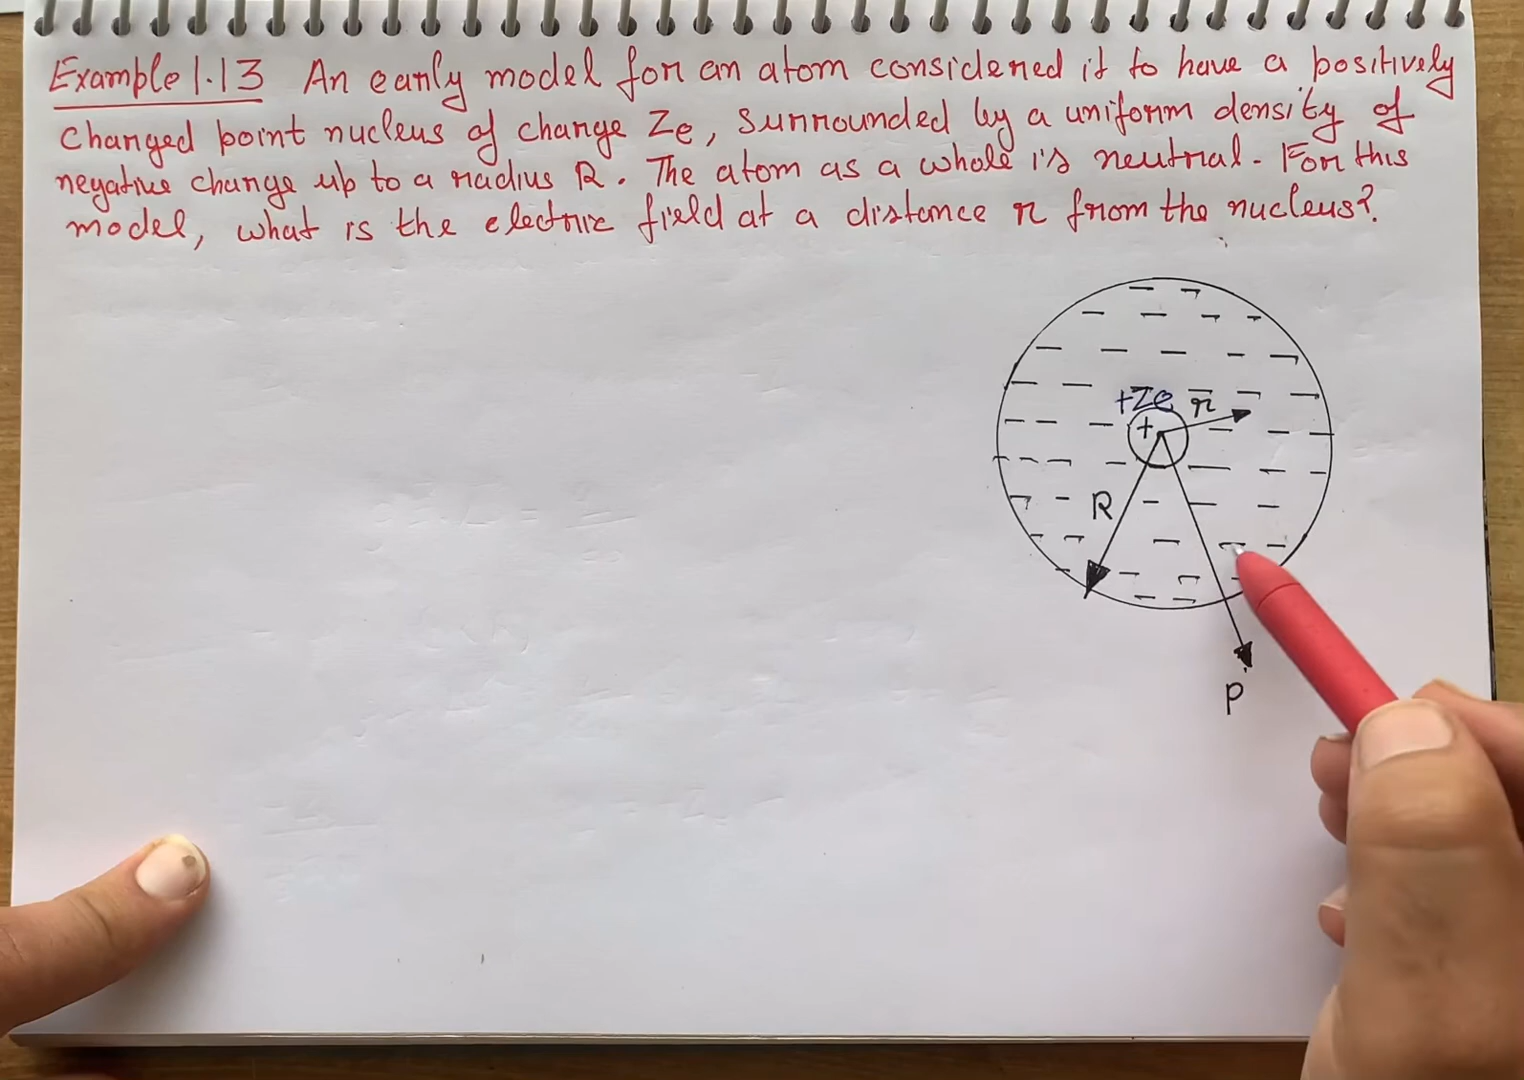 Example 1.13 An early model for an atom considered it to have a positively
charged point nucleus of charge Ze, surrounded by a uniform density of
negative charge up to a radius R. The atom as a whole is neutral. For this
model, what is the electric field at a distance r from the nucleus?
+Ze r
+
R
P